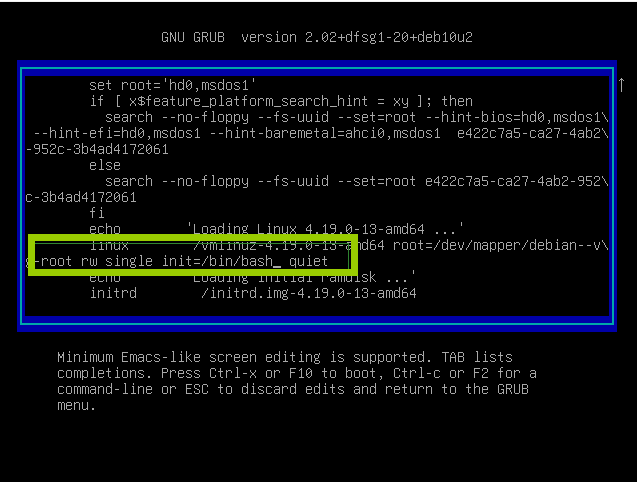 GNU GRUB version 2.02+dfsg1-20+deb10u2
set root='hd0,msdos1'
if [ x$feature_platform_search_hint = xy ]; then
search --no-floppy --fs-uuid --set=root --hint-bios=hd0,msdos1\
--hint-efi=hd0,msdos1 --hint-baremetal=ahci0,msdos1 e422c7a5-ca27-4ab2\
-952c-3b4ad4172061
else
search --no-floppy --fs-uuid --set=root e422c7a5-ca27-4ab2-952\
c-3b4ad4172061
fi
echo 'Loading Linux 4.19.0-13-amd64 ...'
linux /vmlinuz-4.19.0-13-amd64 root=/dev/mapper/debian--v\
g-root rw single init=/bin/bash_ quiet
echo 'Loading initial ramdisk ...'
initrd /initrd.img-4.19.0-13-amd64
Minimum Emacs-like screen editing is supported. TAB lists
completions. Press Ctrl-x or F10 to boot, Ctrl-c or F2 for a
command-line or ESC to discard edits and return to the GRUB
menu.